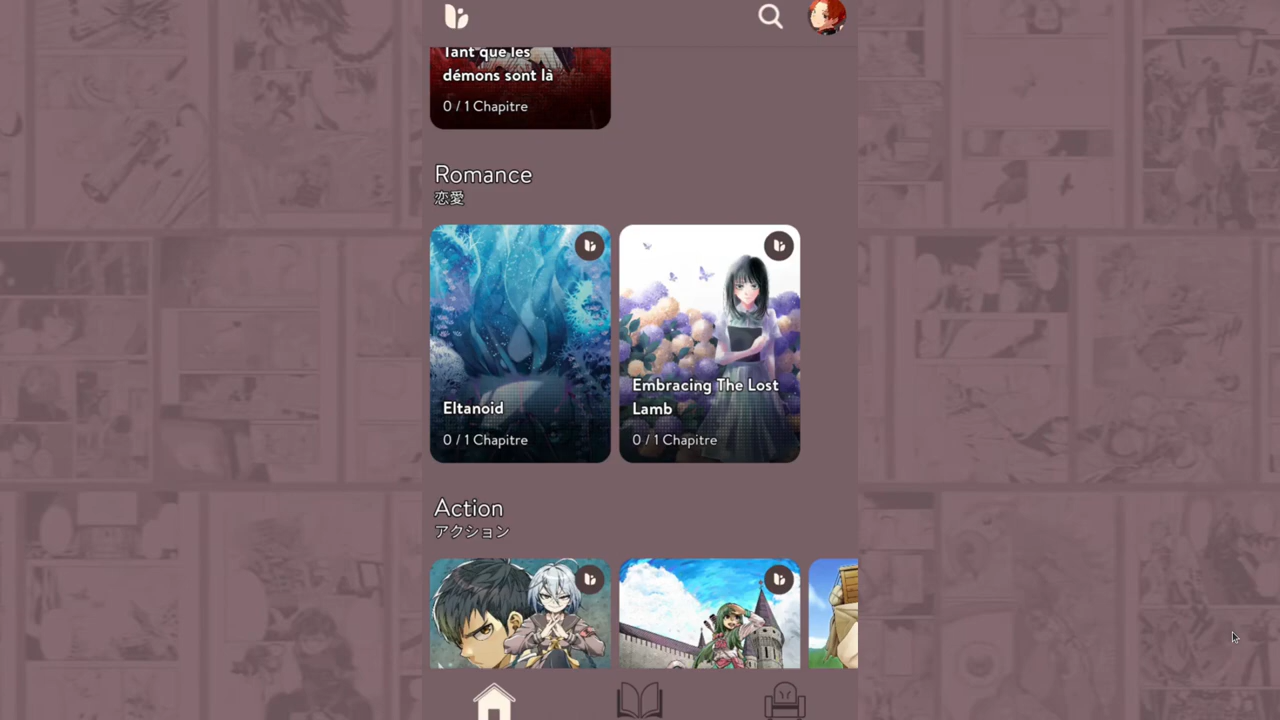 Tant que les
démons sont là
0 / 1 Chapitre
Romance
恋愛
Eltanoid
0 / 1 Chapitre
Embracing The Lost
Lamb
0 / 1 Chapitre
Action
アクション